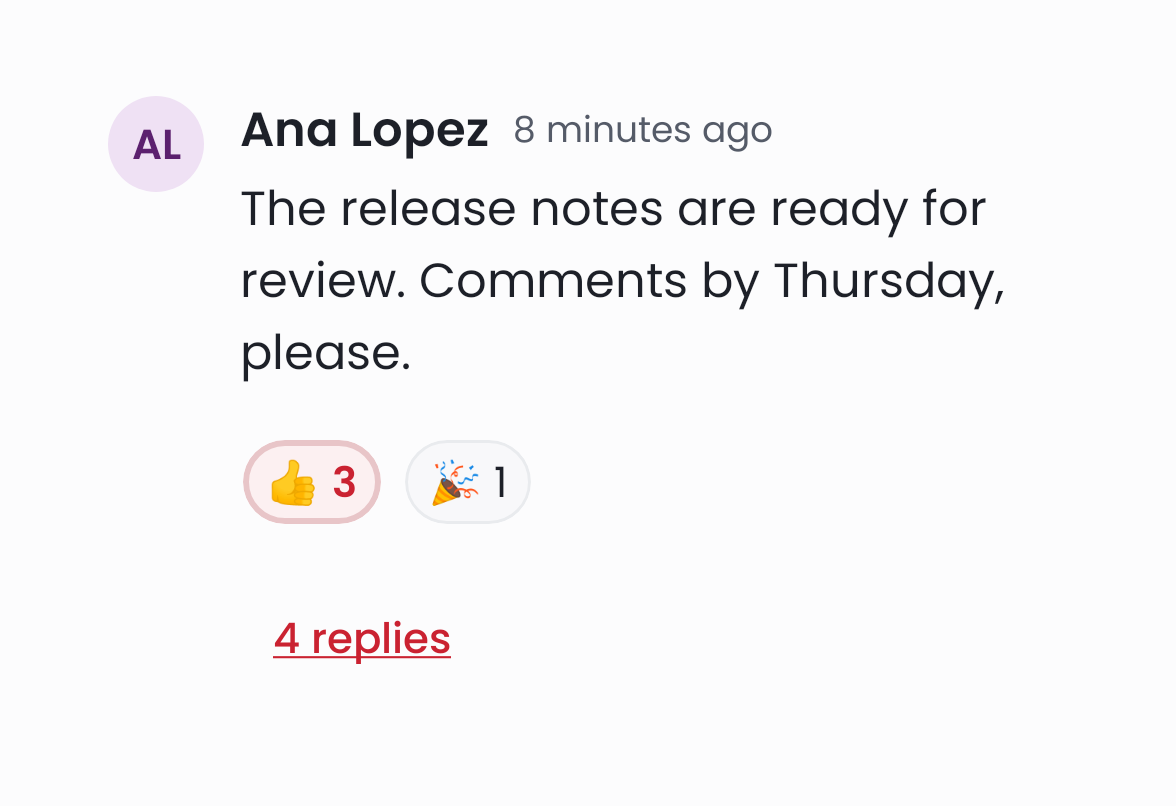 AL
Ana Lopez 8 minutes ago
The release notes are ready for
review. Comments by Thursday,
please.
👍 3 🎉 1
4 replies